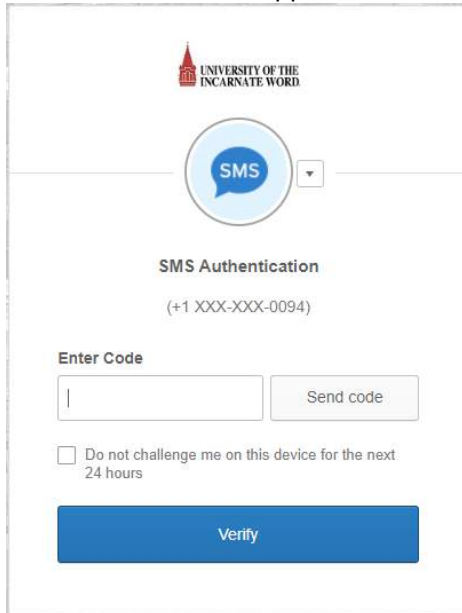 UNIVERSITY OF THE
INCARNATE WORD
SMS
SMS Authentication
(+1 XXX-XXX-0094)
Enter Code
Send code
Do not challenge me on this device for the next
24 hours
Verify